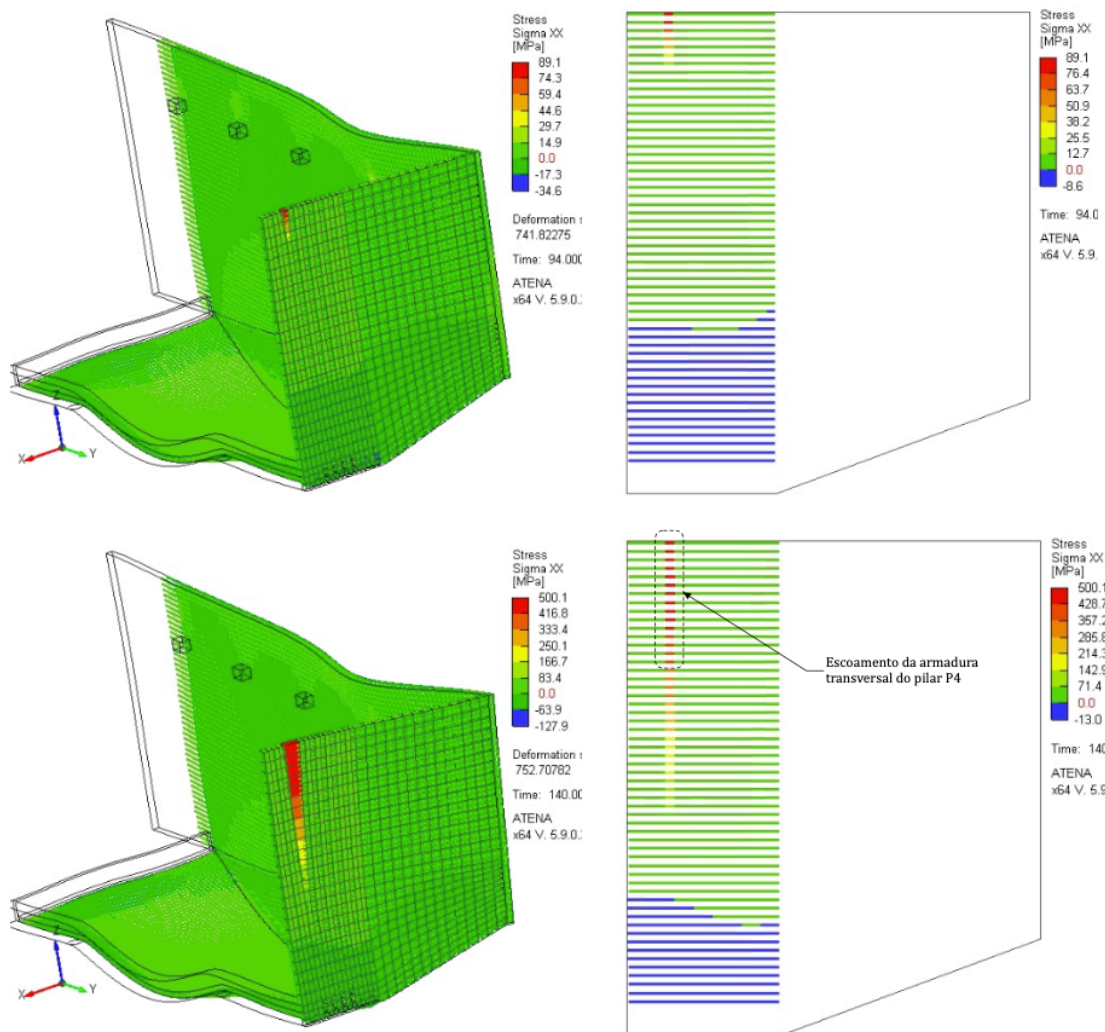 Stress
Sigma XX
[MPa]
89.1
74.3
59.4
44.6
29.7
14.9
0.0
-17.3
-34.6
Deformation s
741.82275
Time: 94.000
ATENA
x64 V. 5.9.0.:
X
Y
Stress
Sigma XX
[MPa]
89.1
76.4
63.7
50.9
38.2
25.5
12.7
0.0
-8.6
Time: 94.0
ATENA
x64 V. 5.9.
Stress
Sigma XX
[MPa]
500.1
416.8
333.4
250.1
166.7
83.4
0.0
-63.9
-127.9
Deformation s
752.70782
Time: 140.00
ATENA
x64 V. 5.9.0.:
X
Y
Escoamento da armadura
transversal do pilar P4
Stress
Sigma XX
[MPa]
500.1
428.7
357.2
285.8
214.3
142.9
71.4
0.0
-13.0
Time: 140
ATENA
x64 V. 5.9